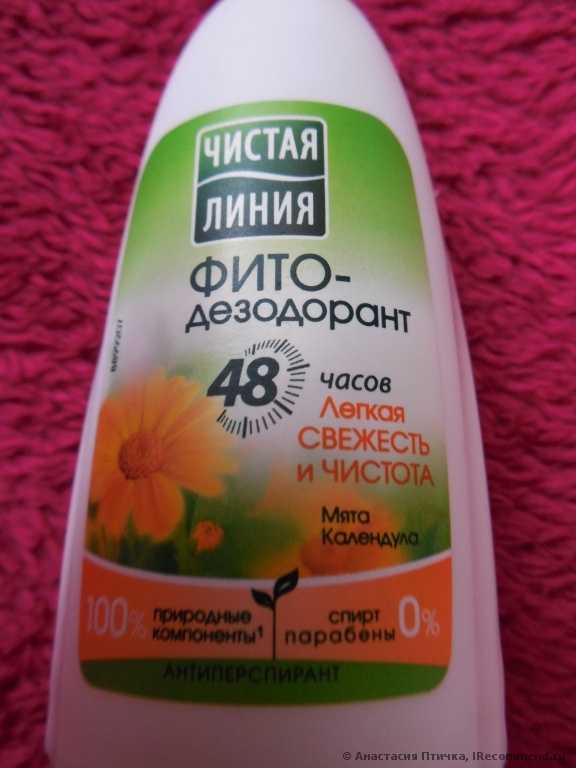 ЧИСТАЯ
ЛИНИЯ
ФИТО-
дезодорант
48 часов
Легкая
СВЕЖЕСТЬ
и ЧИСТОТА
Мята
Календула
100% природные компоненты¹
спирт парабены 0%
АНТИПЕРСПИРАНТ
© Анастасия Птичка, IRecommend.ru